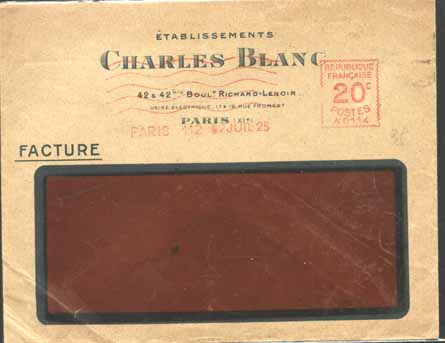 ÉTABLISSEMENTS
CHARLES BLANC
42 & 42bis BOULT RICHARD-LENOIR
USINE ÉLECTRIQUE, 17 & 19, RUE FROMENT
PARIS (XIe)
RÉPUBLIQUE
FRANÇAISE
20c
POSTES
PARIS 112 JUIL 25
FACTURE